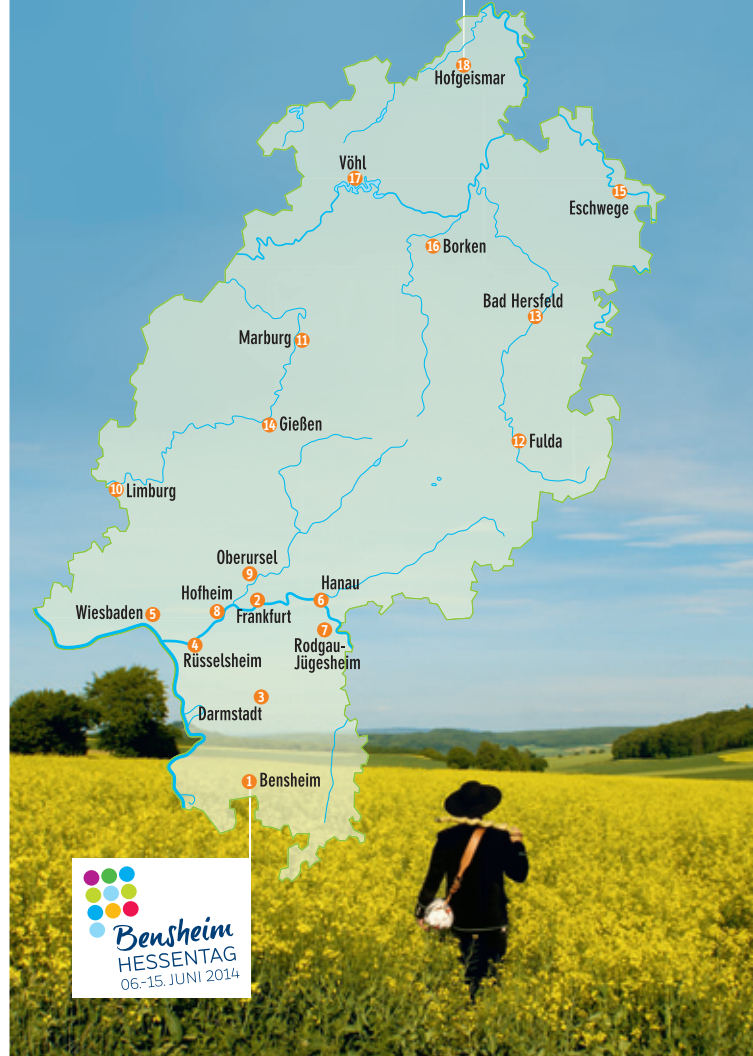 18
Hofgeismar
Vöhl
17
15
Eschwege
16 Borken
Bad Hersfeld
13
Marburg 11
14 Gießen
12 Fulda
10 Limburg
Oberursel
9
Hanau
Hofheim
2
6
Wiesbaden 5
8
Frankfurt
7
4
Rodgau-
Jügesheim
Rüsselsheim
3
Darmstadt
1 Bensheim
Bensheim
HESSENTAG
06.-15. JUNI 2014